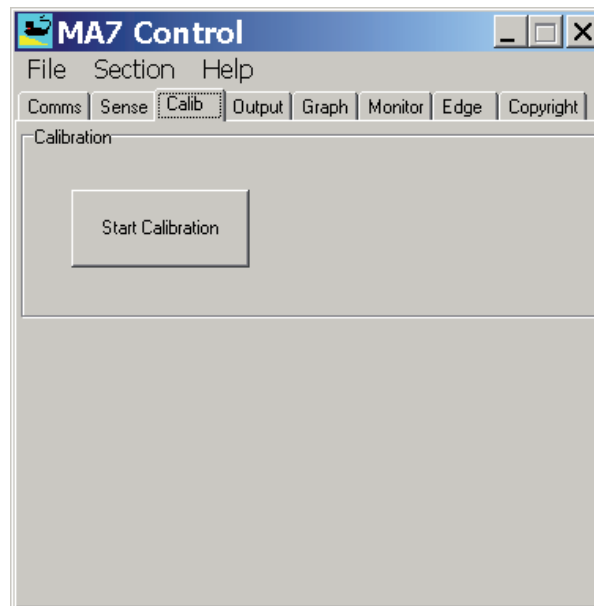 MA7 Control
File Section Help
Comms Sense Calib Output Graph Monitor Edge Copyright
Calibration
Start Calibration